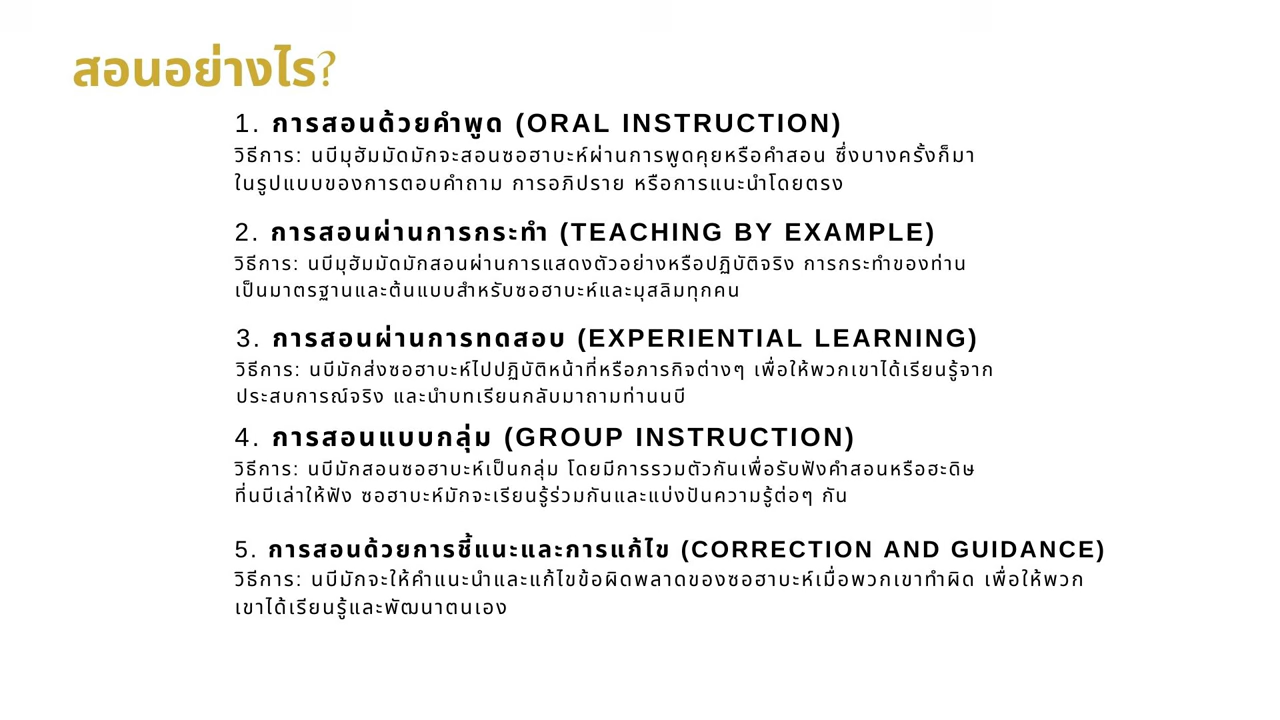 สอนอย่างไร?
1. การสอนด้วยคำพูด (ORAL INSTRUCTION)
วิธีการ: นบีมุฮัมมัดมักจะสอนซอฮาบะห์ผ่านการพูดคุยหรือคำสอน ซึ่งบางครั้งก็มา
ในรูปแบบของการตอบคำถาม การอภิปราย หรือการแนะนำโดยตรง
2. การสอนผ่านการกระทำ (TEACHING BY EXAMPLE)
วิธีการ: นบีมุฮัมมัดมักสอนผ่านการแสดงตัวอย่างหรือปฏิบัติจริง การกระทำของท่าน
เป็นมาตรฐานและต้นแบบสำหรับซอฮาบะห์และมุสลิมทุกคน
3. การสอนผ่านการทดสอบ (EXPERIENTIAL LEARNING)
วิธีการ: นบีมักส่งซอฮาบะห์ไปปฏิบัติหน้าที่หรือภารกิจต่างๆ เพื่อให้พวกเขาได้เรียนรู้จาก
ประสบการณ์จริง และนำบทเรียนกลับมาถามท่านนบี
4. การสอนแบบกลุ่ม (GROUP INSTRUCTION)
วิธีการ: นบีมักสอนซอฮาบะห์เป็นกลุ่ม โดยมีการรวมตัวกันเพื่อรับฟังคำสอนหรือฮะดิษ
ที่นบีเล่าให้ฟัง ซอฮาบะห์มักจะเรียนรู้ร่วมกันและแบ่งปันความรู้ต่อๆ กัน
5. การสอนด้วยการชี้แนะและการแก้ไข (CORRECTION AND GUIDANCE)
วิธีการ: นบีมักจะให้คำแนะนำและแก้ไขข้อผิดพลาดของซอฮาบะห์เมื่อพวกเขาทำผิด เพื่อให้พวก
เขาได้เรียนรู้และพัฒนาตนเอง